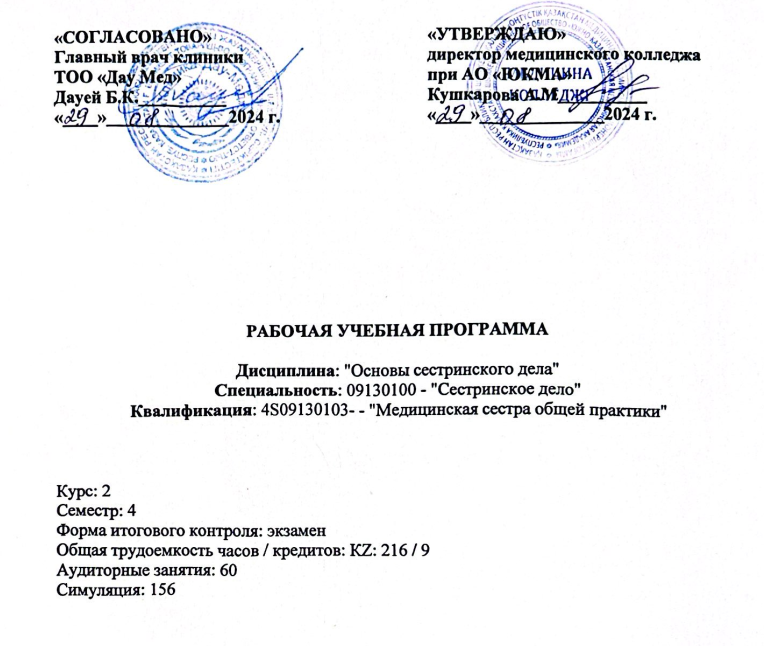 «СОГЛАСОВАНО»
Главный врач клиники
ТОО «Дау Мед»
Дауей Б.К.
«29» 08 2024 г.
«УТВЕРЖДАЮ»
директор медицинского колледжа
при АО «ЮКМА»
Кушкарова А.М
«29» 08 2024 г.
РАБОЧАЯ УЧЕБНАЯ ПРОГРАММА
Дисциплина: "Основы сестринского дела"
Специальность: 09130100 - "Сестринское дело"
Квалификация: 4S09130103- - "Медицинская сестра общей практики"
Курс: 2
Семестр: 4
Форма итогового контроля: экзамен
Общая трудоемкость часов / кредитов: KZ: 216 / 9
Аудиторные занятия: 60
Симуляция: 156